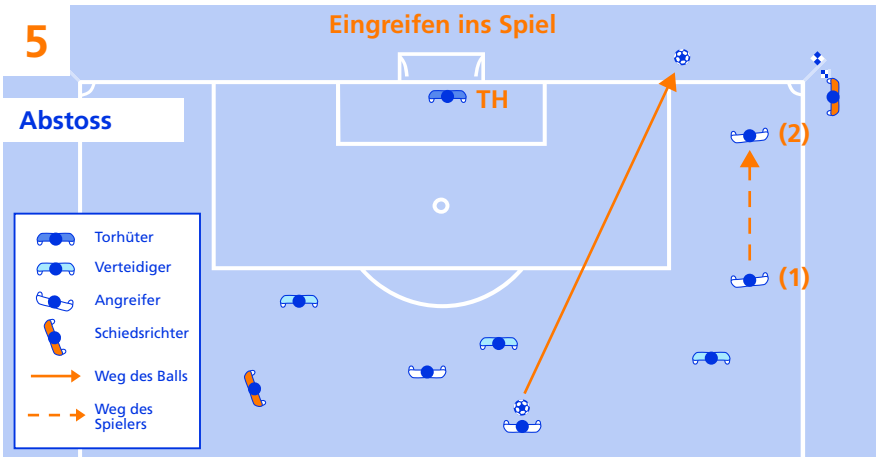 5
Eingreifen ins Spiel
Abstoss
TH
(2)
(1)
Torhüter
Verteidiger
Angreifer
Schiedsrichter
Weg des Balls
Weg des
Spielers